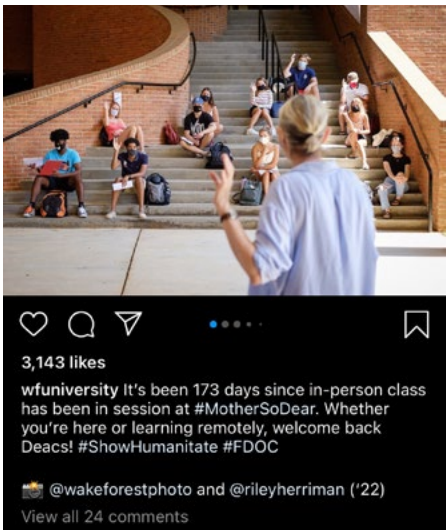 3,143 likes
wfuniversity It's been 173 days since in-person class
has been in session at #MotherSoDear. Whether
you're here or learning remotely, welcome back
Deacs! #ShowHumanitate #FDOC
📸 @wakeforestphoto and @rileyherriman ('22)
View all 24 comments